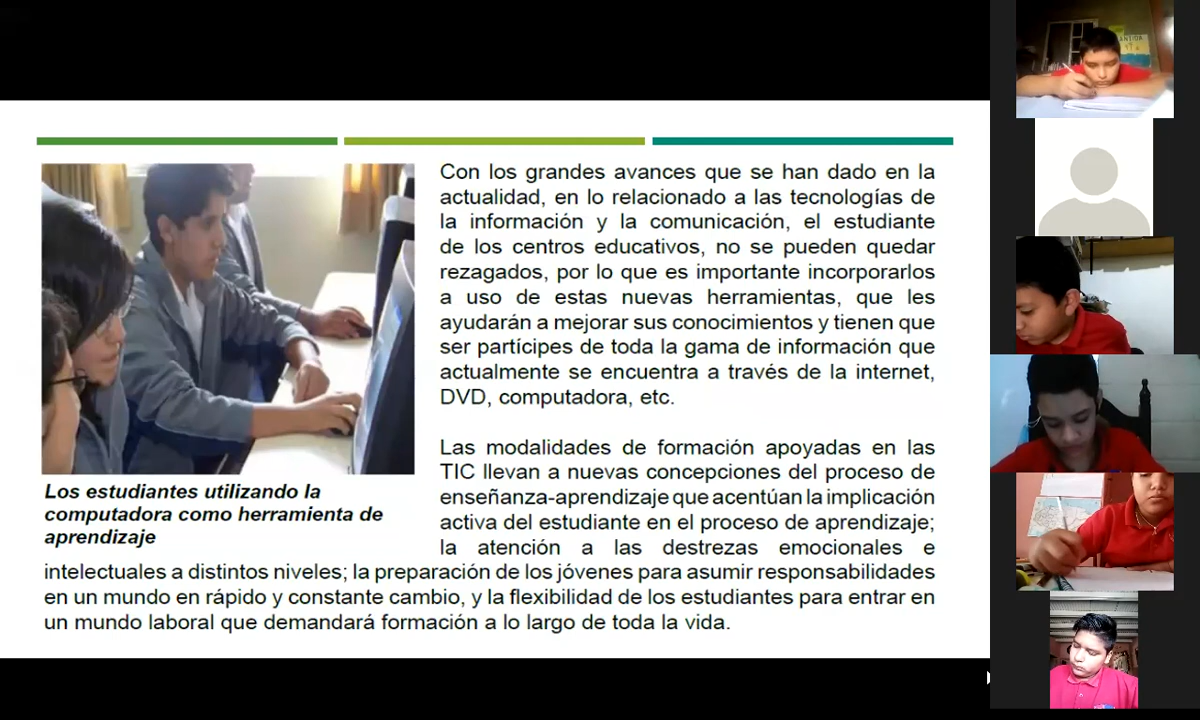 Con los grandes avances que se han dado en la
actualidad, en lo relacionado a las tecnologías de
la información y la comunicación, el estudiante
de los centros educativos, no se pueden quedar
rezagados, por lo que es importante incorporarlos
a uso de estas nuevas herramientas, que les
ayudarán a mejorar sus conocimientos y tienen que
ser partícipes de toda la gama de información que
actualmente se encuentra a través de la internet,
DVD, computadora, etc.
Las modalidades de formación apoyadas en las
TIC llevan a nuevas concepciones del proceso de
enseñanza-aprendizaje que acentúan la implicación
activa del estudiante en el proceso de aprendizaje;
la atención a las destrezas emocionales e
intelectuales a distintos niveles; la preparación de los jóvenes para asumir responsabilidades
en un mundo en rápido y constante cambio, y la flexibilidad de los estudiantes para entrar en
un mundo laboral que demandará formación a lo largo de toda la vida.
Los estudiantes utilizando la
computadora como herramienta de
aprendizaje